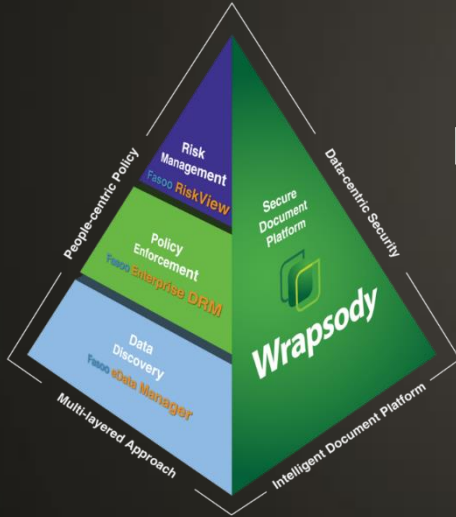 People-centric Policy
Data-centric Security
Risk
Management
Fasoo RiskView
Policy
Enforcement
Fasoo Enterprise DRM
Data
Discovery
Fasoo eData Manager
Secure
Document
Platform
Wrapsody
Multi-layered Approach
Intelligent Document Platform